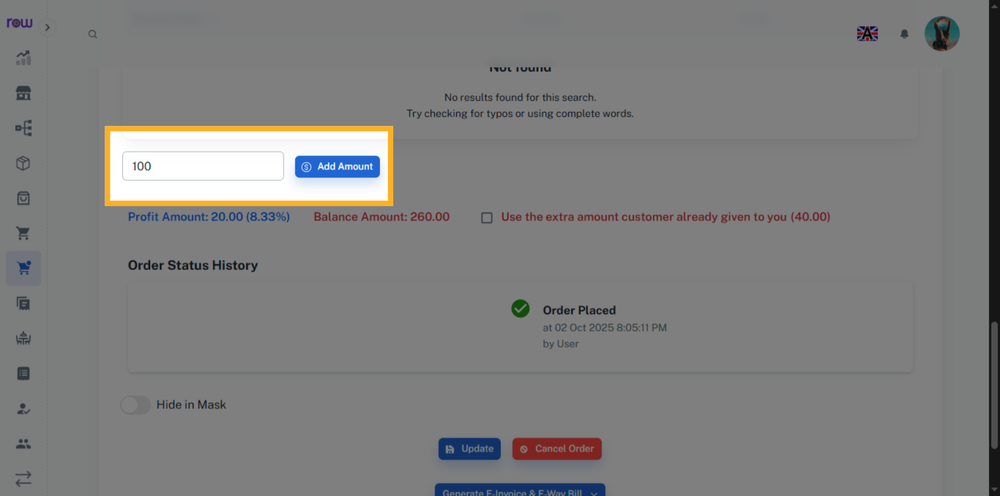 row
A
Not found
No results found for this search.
Try checking for typos or using complete words.
100
Add Amount
Profit Amount: 20.00 (8.33%)
Balance Amount: 260.00
Use the extra amount customer already given to you (40.00)
Order Status History
Order Placed
at 02 Oct 2025 8:05:11 PM
by User
Hide in Mask
Update
Cancel Order
Generate E-Invoice & E-Way Bill